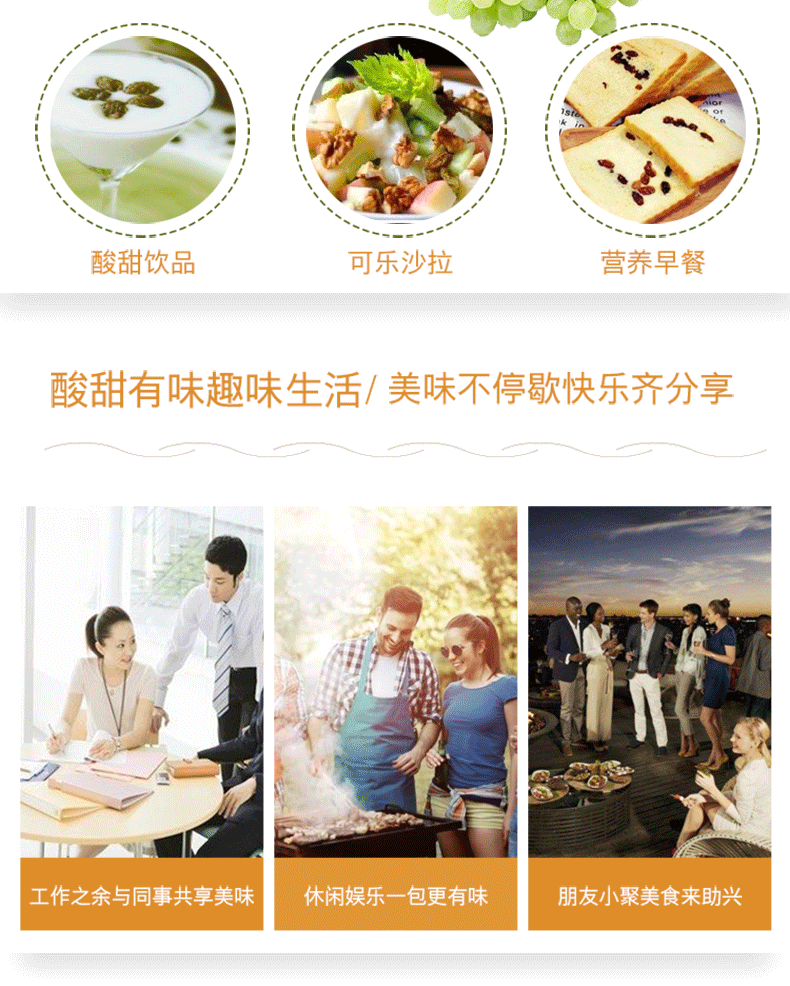 酸甜饮品
可乐沙拉
营养早餐
酸甜有味趣味生活/ 美味不停歇快乐齐分享
工作之余与同事共享美味
休闲娱乐一包更有味
朋友小聚美食来助兴